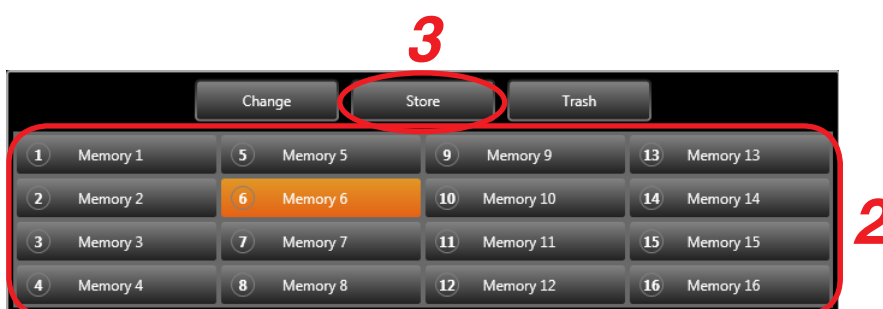 3
Change Store Trash
1 Memory 1 5 Memory 5 9 Memory 9 13 Memory 13
2 Memory 2 6 Memory 6 10 Memory 10 14 Memory 14
2
3 Memory 3 7 Memory 7 11 Memory 11 15 Memory 15
4 Memory 4 8 Memory 8 12 Memory 12 16 Memory 16